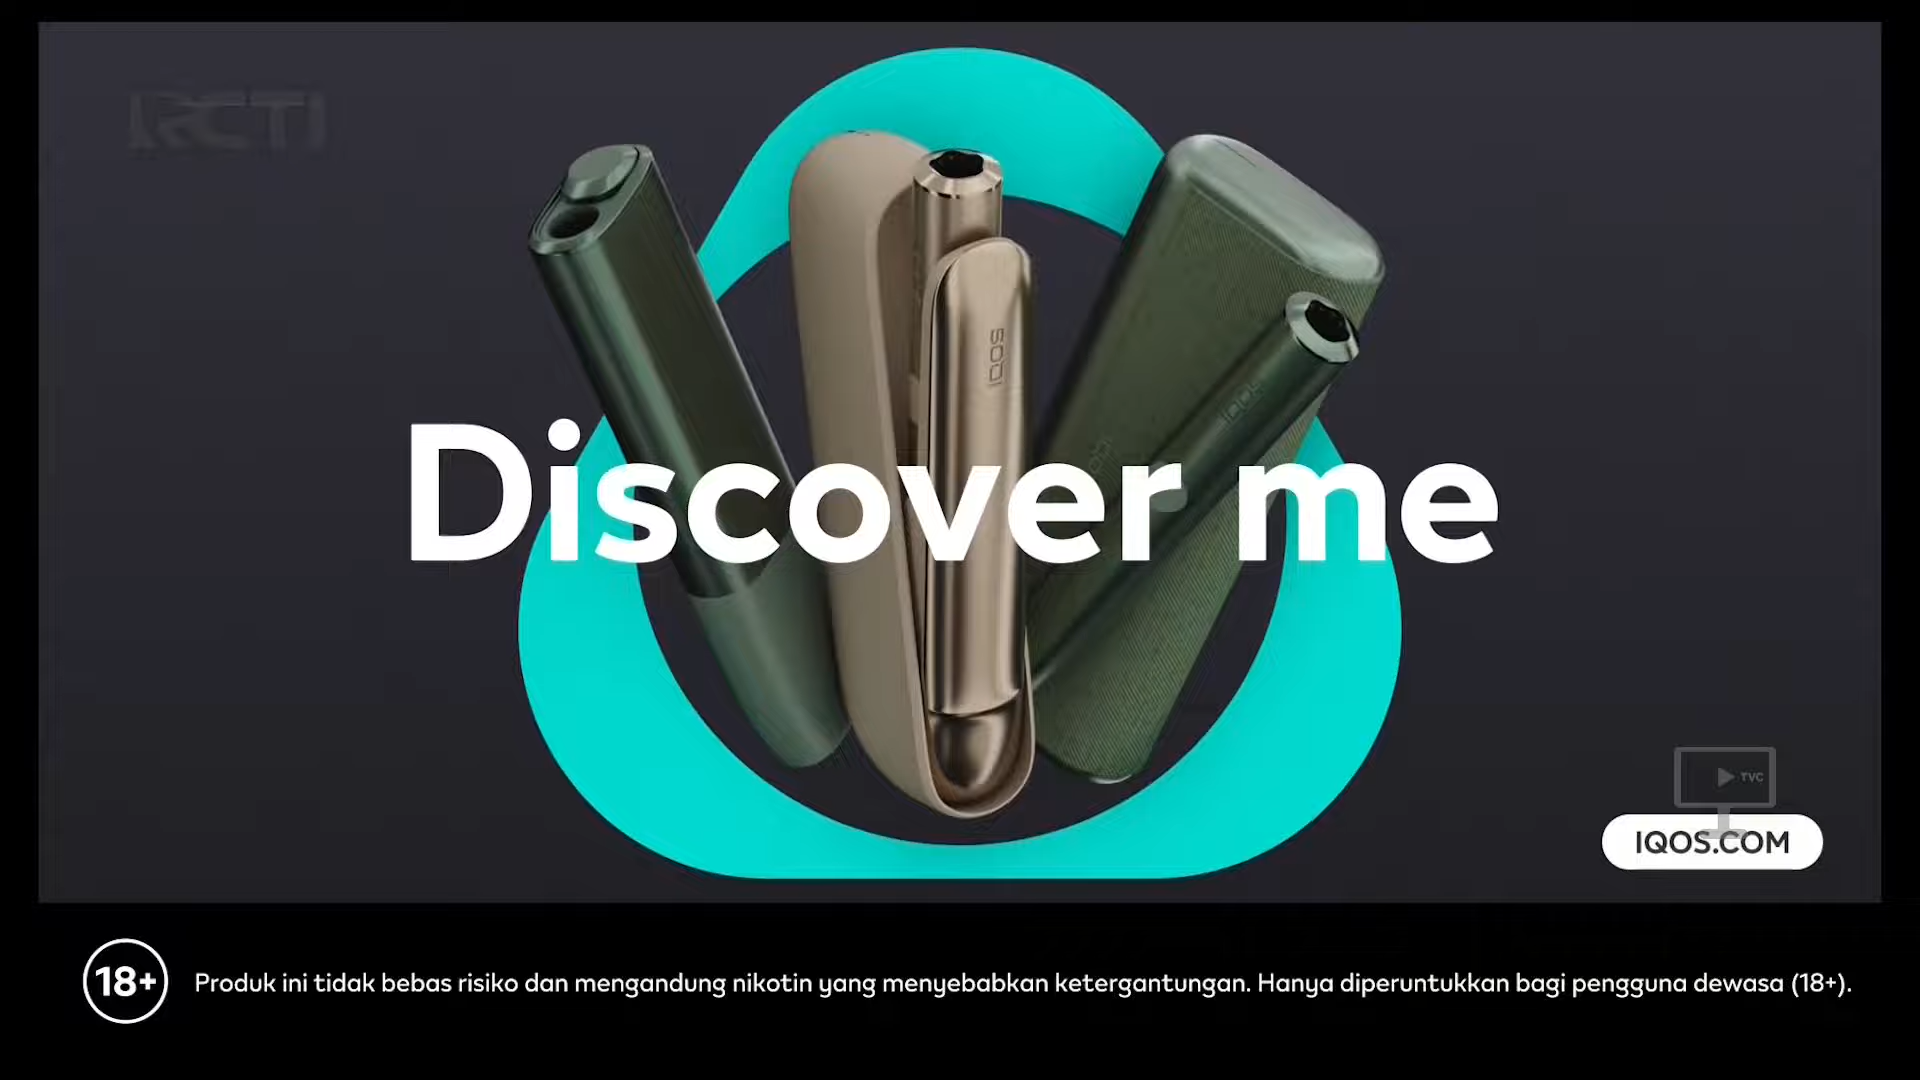 RCTI
IQOS
IQOS
IQOS
Discover me
TVC
IQOS.COM
18+ Produk ini tidak bebas risiko dan mengandung nikotin yang menyebabkan ketergantungan. Hanya diperuntukkan bagi pengguna dewasa (18+).